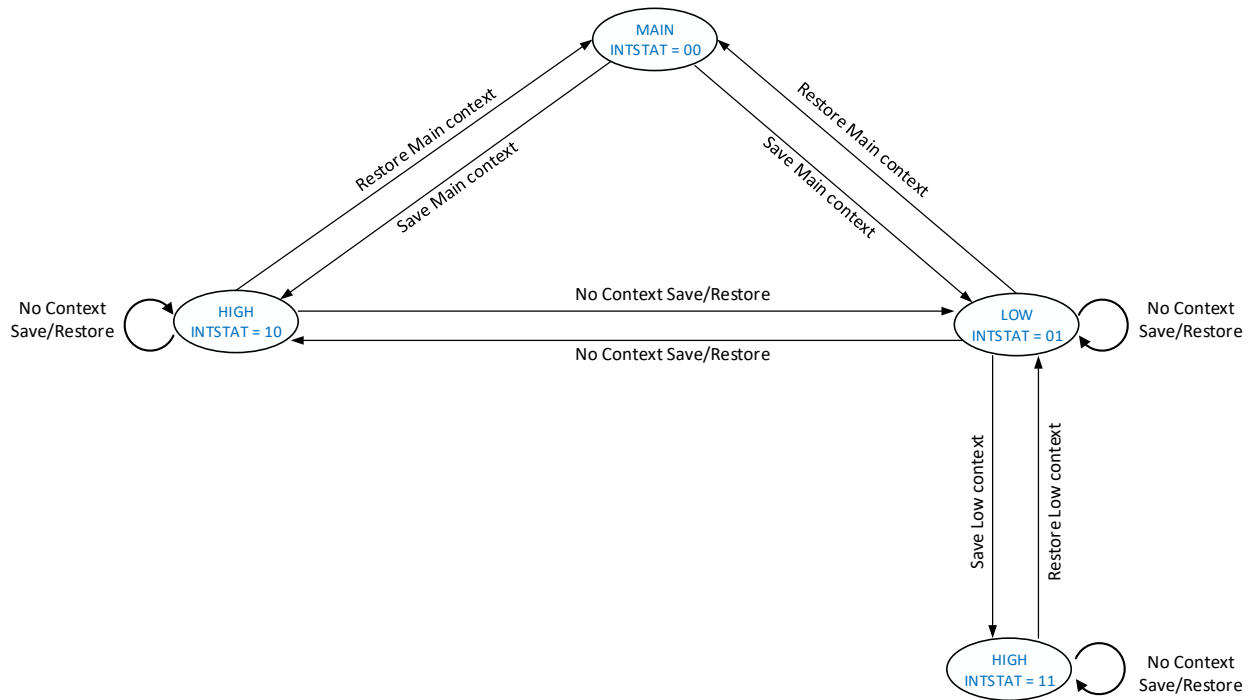 MAIN
INTSTAT = 00
Restore Main context
Save Main context
Save Main context
Restore Main context
No Context
Save/Restore
HIGH
INTSTAT = 10
No Context Save/Restore
No Context Save/Restore
LOW
INTSTAT = 01
No Context
Save/Restore
Save Low context
Restore Low context
HIGH
INTSTAT = 11
No Context
Save/Restore